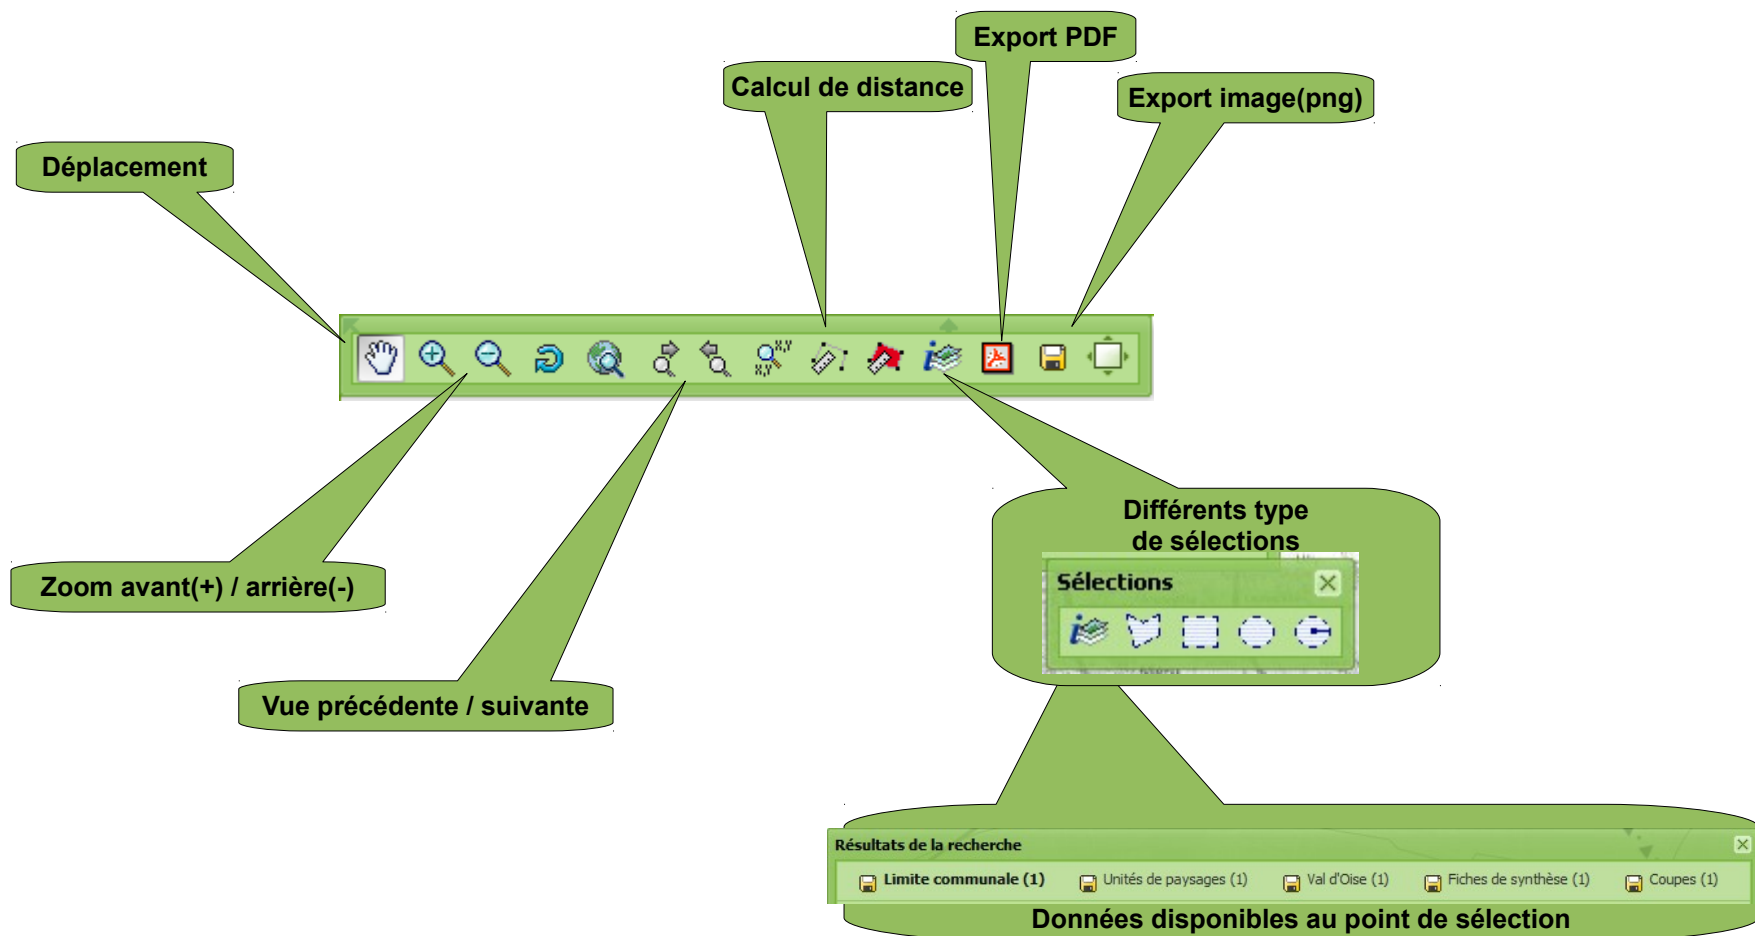 Export PDF
Calcul de distance
Export image(png)
Déplacement
x,y
x,y
Différents type
de sélections
Zoom avant(+) / arrière(-)
Sélections
Vue précédente / suivante
Résultats de la recherche
Limite communale (1) Unités de paysages (1) Val d'Oise (1) Fiches de synthèse (1) Coupes (1)
Données disponibles au point de sélection